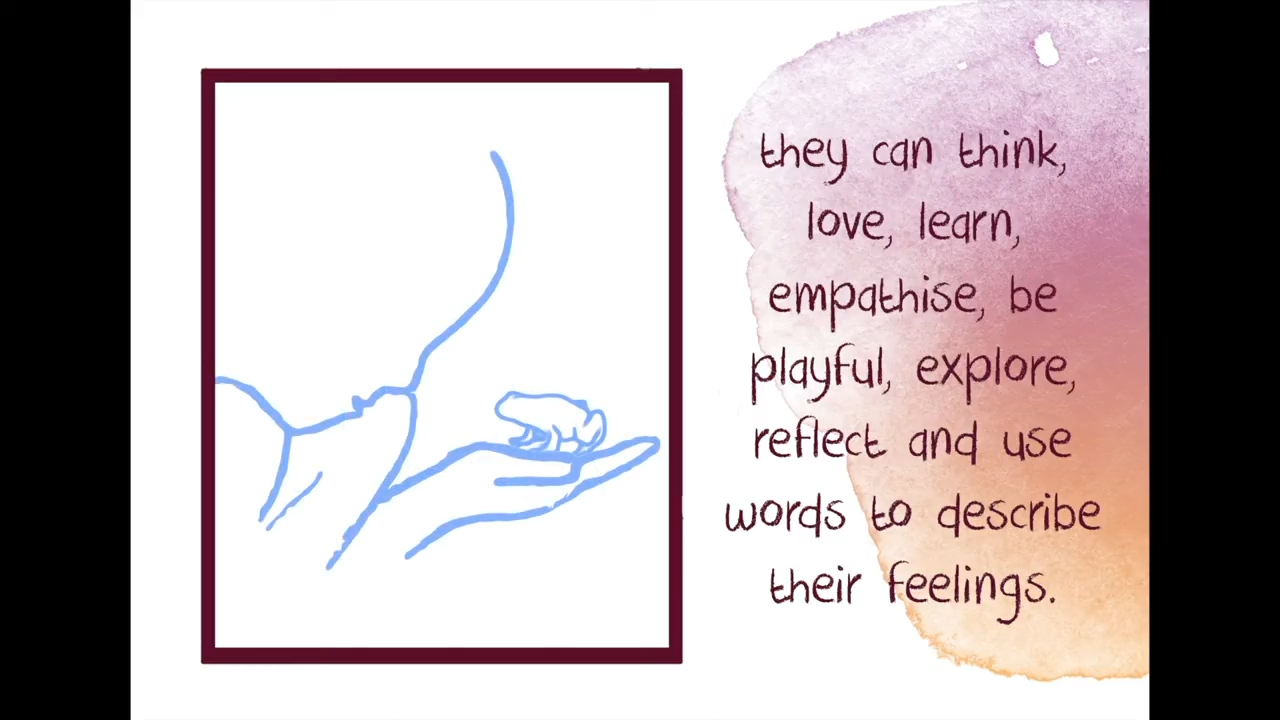 they can think,
love, learn,
empathise, be
playful, explore,
reflect and use
words to describe
their feelings.